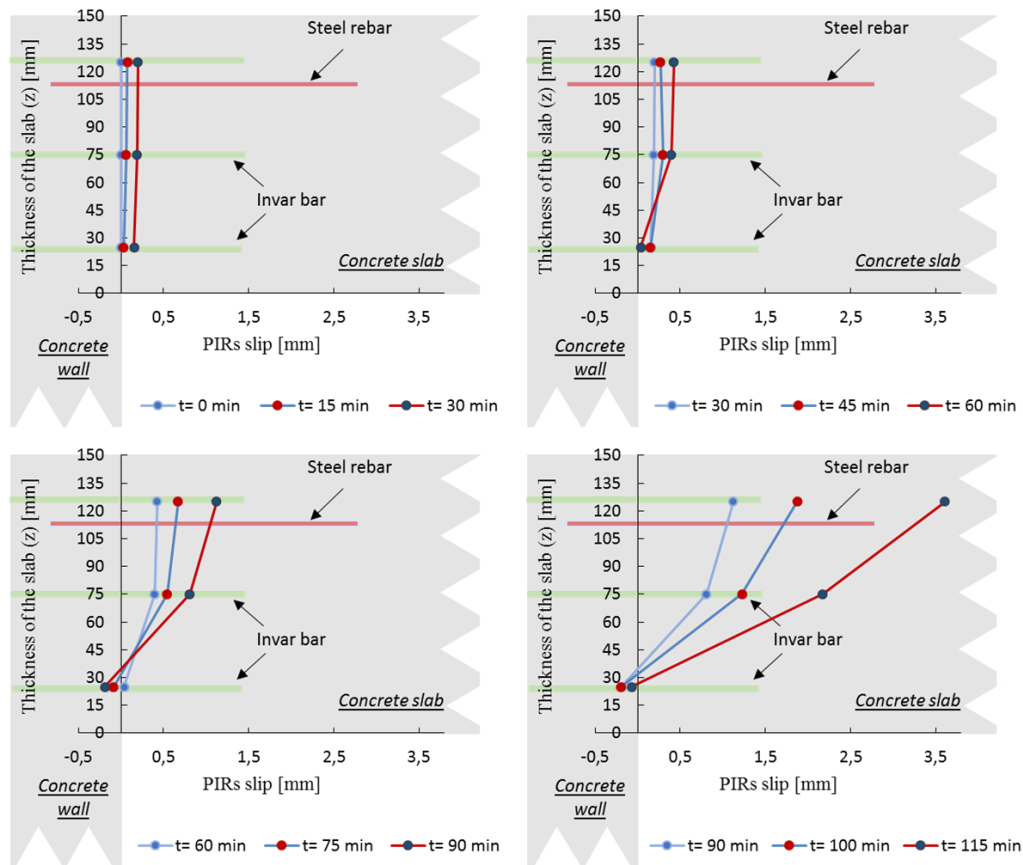 150
135
120
105
90
75
60
45
30
15
0
Thickness of the slab (z) [mm]
Steel rebar
Invar bar
Concrete slab
-0,5
0,5
1,5
2,5
3,5
PIRs slip [mm]
Concrete
wall
t= 0 min
t= 15 min
t= 30 min
150
135
120
105
90
75
60
45
30
15
0
Thickness of the slab (z) [mm]
Steel rebar
Invar bar
Concrete slab
-0,5
0,5
1,5
2,5
3,5
PIRs slip [mm]
Concrete
wall
t= 30 min
t= 45 min
t= 60 min
150
135
120
105
90
75
60
45
30
15
0
Thickness of the slab (z) [mm]
Steel rebar
Invar bar
Concrete slab
-0,5
0,5
1,5
2,5
3,5
PIRs slip [mm]
Concrete
wall
t= 60 min
t= 75 min
t= 90 min
150
135
120
105
90
75
60
45
30
15
0
Thickness of the slab (z) [mm]
Steel rebar
Invar bar
Concrete slab
-0,5
0,5
1,5
2,5
3,5
PIRs slip [mm]
Concrete
wall
t= 90 min
t= 100 min
t= 115 min